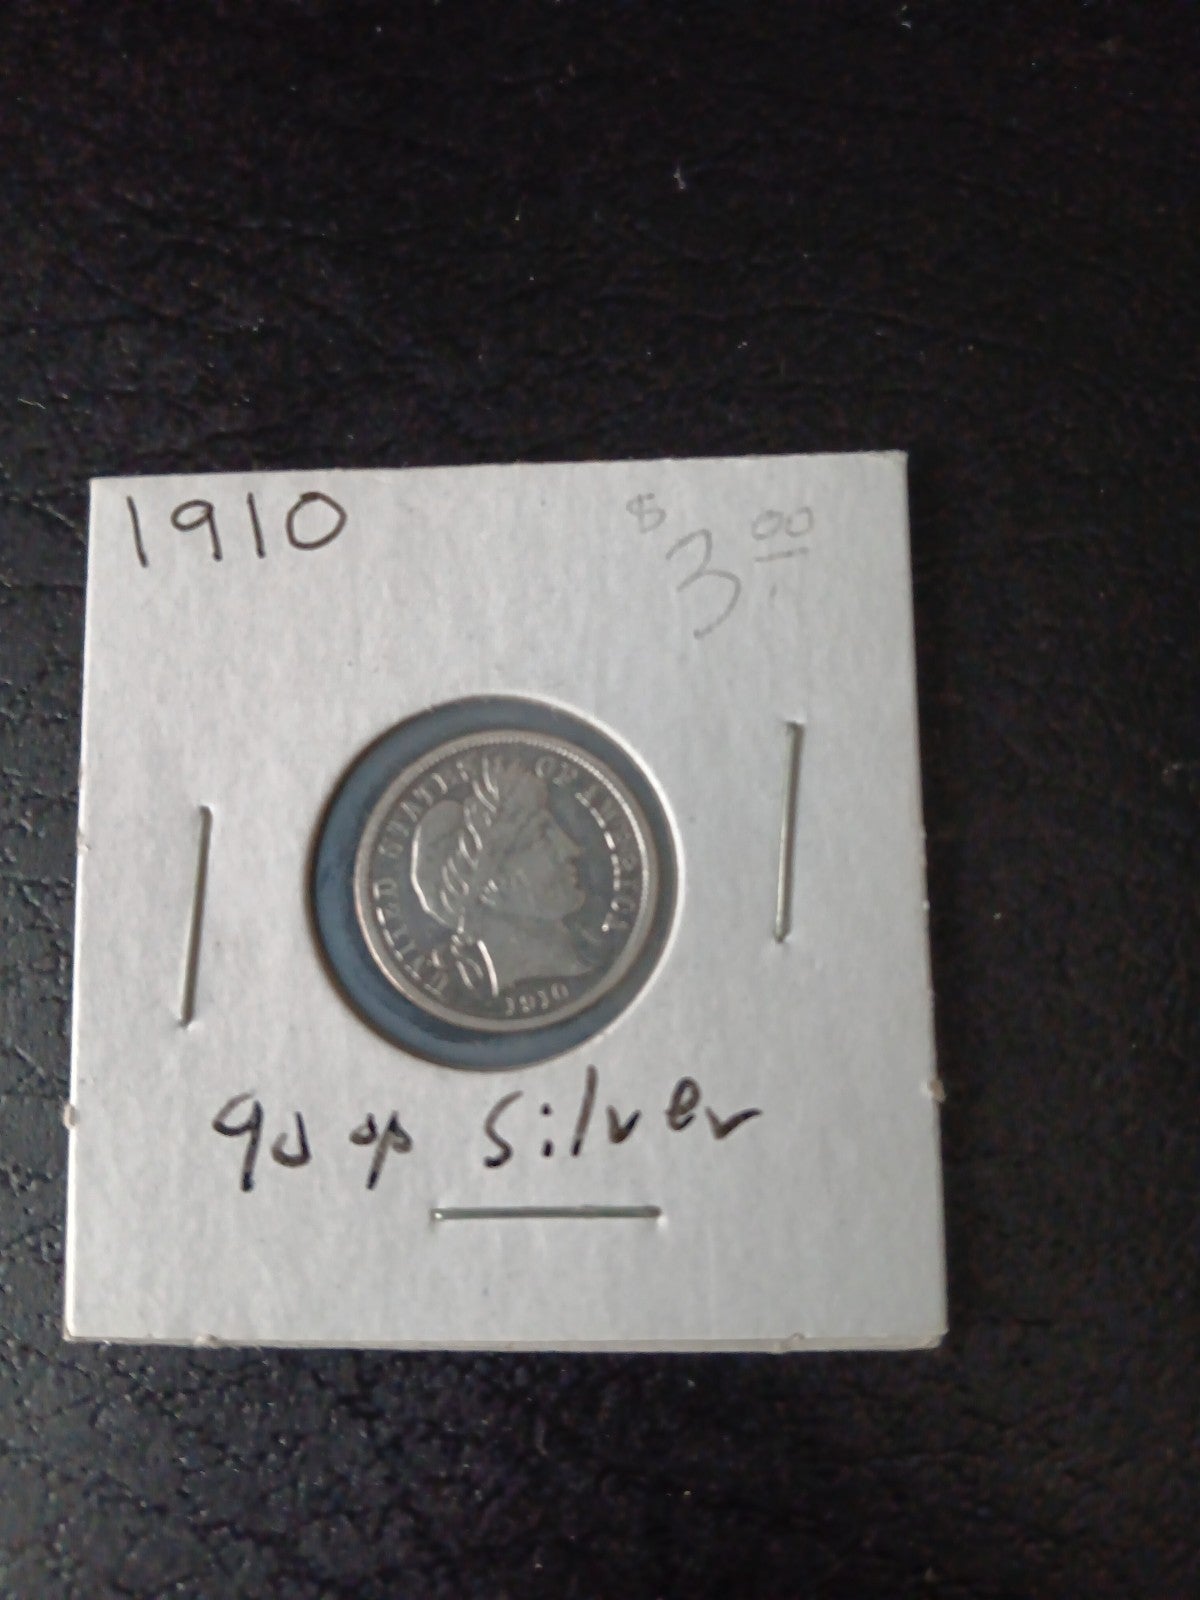 1910
$3.00
90 % Silver
UNITED STATES OF AMERICA
1910